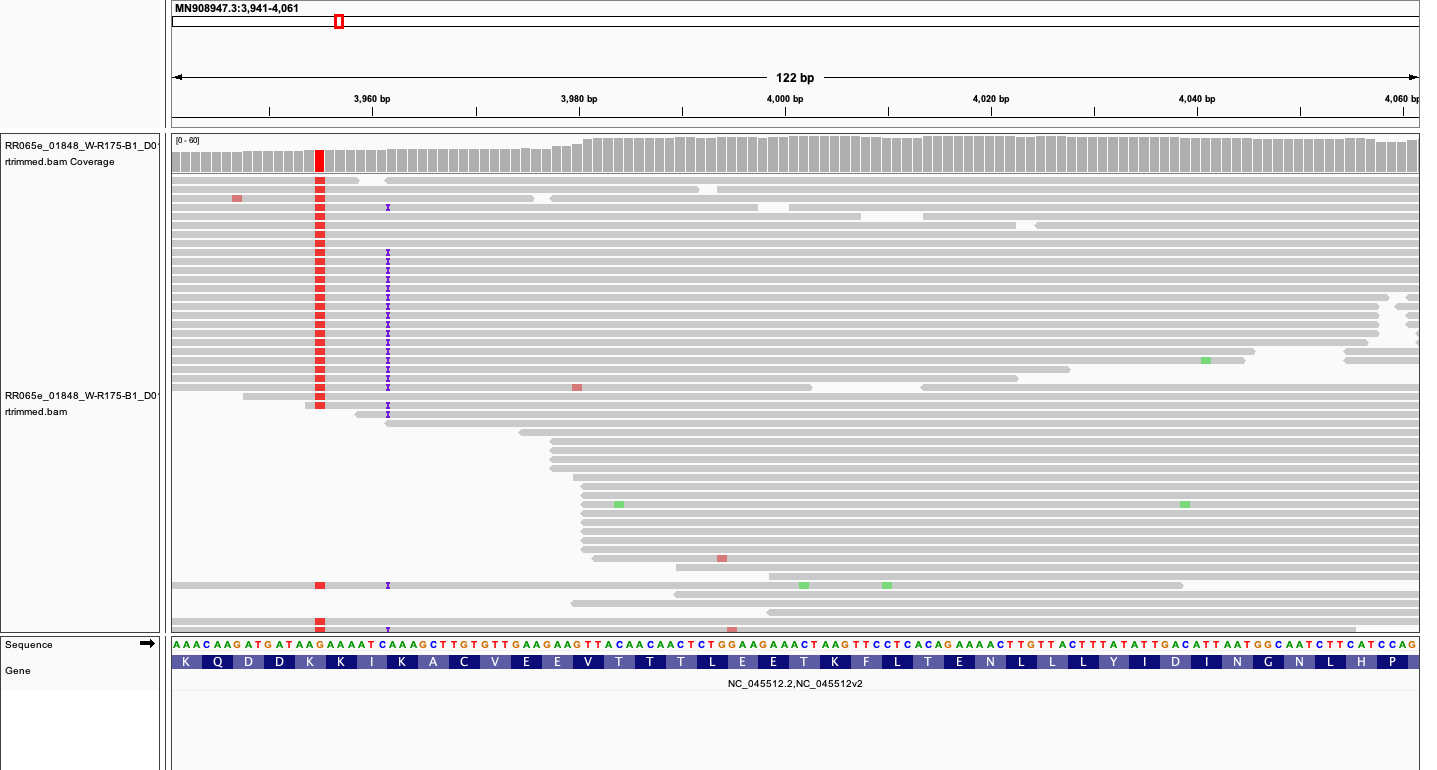 MN908947.3:3,941-4,061
122 bp
3,960 bp 3,980 bp 4,000 bp 4,020 bp 4,040 bp 4,060 bp
RR065e_01848_W-R175-B1_D01
rtrimmed.bam Coverage
[0 - 60]
RR065e_01848_W-R175-B1_D01
rtrimmed.bam
Sequence
AAACAAGATGATAAGAAAATCAAAGCTTGTGTTGAAGAAGTTACAACAACTCTGGAAGAAACTAAGTTCCTCACAGAAAACTTGTTACTTTATATTGACATTAATGGCAATCTTCATCCAG
Gene
K Q D D K K I K A C V E E V T T T L E E T K F L T E N L L L Y I D I N G N L H P
NC_045512.2,NC_045512v2